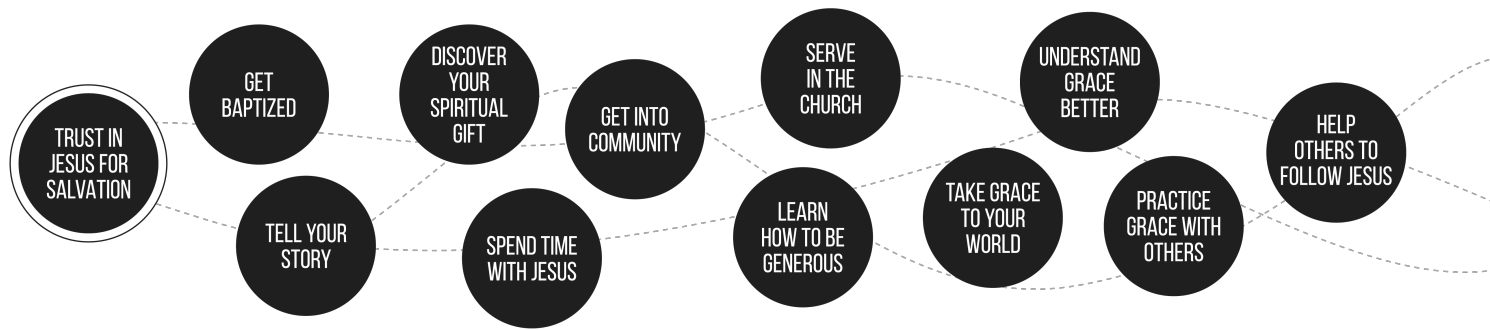 TRUST IN
JESUS FOR
SALVATION
GET
BAPTIZED
TELL YOUR
STORY
DISCOVER
YOUR
SPIRITUAL
GIFT
SPEND TIME
WITH JESUS
GET INTO
COMMUNITY
SERVE
IN THE
CHURCH
LEARN
HOW TO BE
GENEROUS
TAKE GRACE
TO YOUR
WORLD
UNDERSTAND
GRACE
BETTER
PRACTICE
GRACE WITH
OTHERS
HELP
OTHERS TO
FOLLOW JESUS